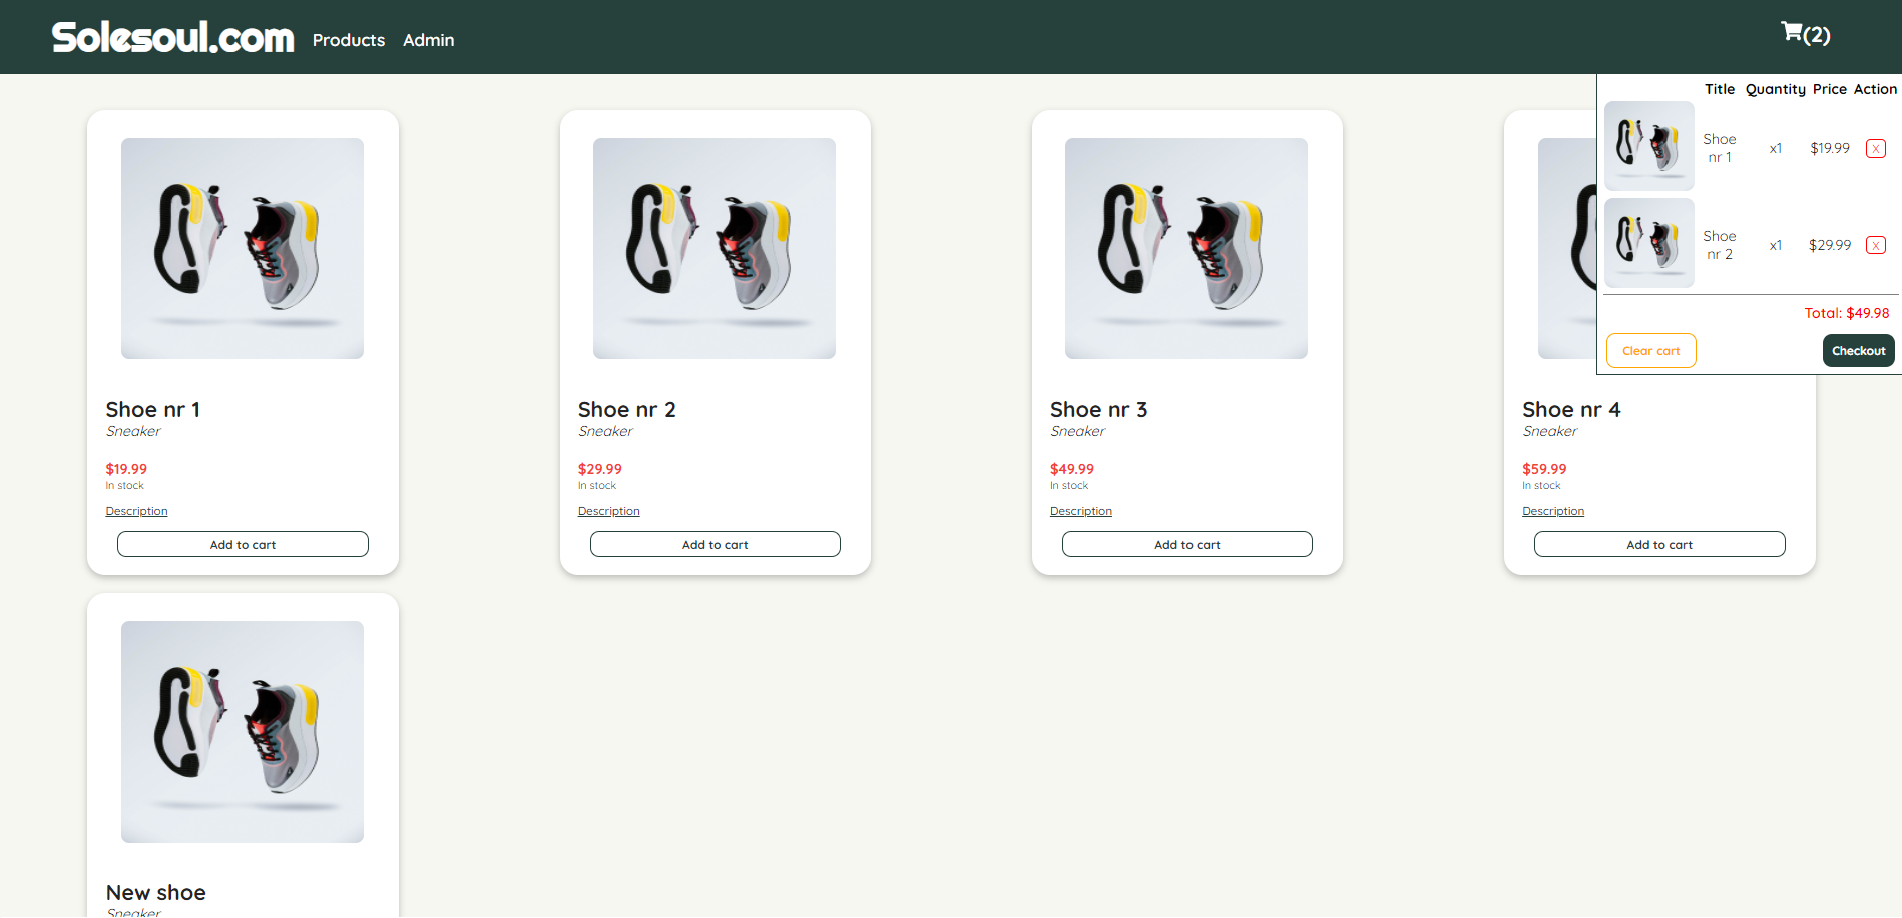 Solesoul.com
Products
Admin
(2)
Title Quantity Price Action
Shoe
nr 1
x1
$19.99
X
Shoe
nr 2
x1
$29.99
X
Total: $49.98
Clear cart
Checkout
Shoe nr 1
Sneaker
$19.99
In stock
Description
Add to cart
Shoe nr 2
Sneaker
$29.99
In stock
Description
Add to cart
Shoe nr 3
Sneaker
$49.99
In stock
Description
Add to cart
Shoe nr 4
Sneaker
$59.99
In stock
Description
Add to cart
New shoe
Sneaker